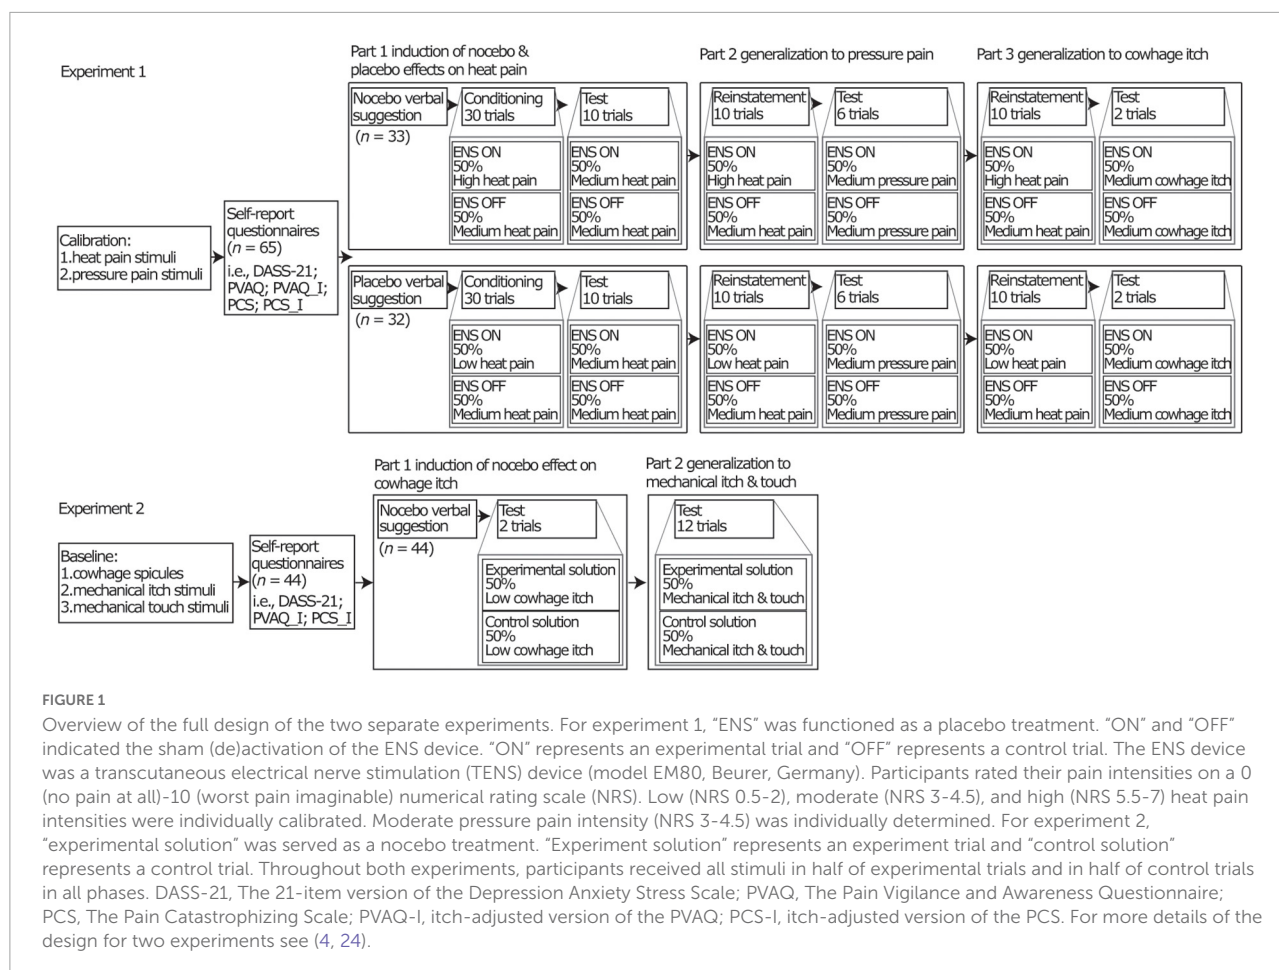 Experiment 1
Part 1 induction of nocebo &
placebo effects on heat pain
Part 2 generalization to pressure pain
Part 3 generalization to cowhage itch
Calibration:
1.heat pain stimuli
2.pressure pain stimuli
Self-report
questionnaires
(n = 65)
i.e., DASS-21;
PVAQ; PVAQ_I;
PCS; PCS_I
Nocebo verbal
suggestion
(n = 33)
Conditioning
30 trials
Test
10 trials
ENS ON
50%
High heat pain
ENS OFF
50%
Medium heat pain
ENS ON
50%
Medium heat pain
ENS OFF
50%
Medium heat pain
Reinstatement
10 trials
Test
6 trials
ENS ON
50%
High heat pain
ENS OFF
50%
Medium heat pain
ENS ON
50%
Medium pressure pain
ENS OFF
50%
Medium pressure pain
Reinstatement
10 trials
Test
2 trials
ENS ON
50%
High heat pain
ENS OFF
50%
Medium heat pain
ENS ON
50%
Medium cowhage itch
ENS OFF
50%
Medium cowhage itch
Placebo verbal
suggestion
(n = 32)
Conditioning
30 trials
Test
10 trials
ENS ON
50%
Low heat pain
ENS OFF
50%
Medium heat pain
ENS ON
50%
Medium heat pain
ENS OFF
50%
Medium heat pain
Reinstatement
10 trials
Test
6 trials
ENS ON
50%
Low heat pain
ENS OFF
50%
Medium heat pain
ENS ON
50%
Medium pressure pain
ENS OFF
50%
Medium pressure pain
Reinstatement
10 trials
Test
2 trials
ENS ON
50%
Low heat pain
ENS OFF
50%
Medium heat pain
ENS ON
50%
Medium cowhage itch
ENS OFF
50%
Medium cowhage itch
Experiment 2
Part 1 induction of nocebo effect on
cowhage itch
Part 2 generalization to
mechanical itch & touch
Baseline:
1.cowhage spicules
2.mechanical itch stimuli
3.mechanical touch stimuli
Self-report
questionnaires
(n = 44)
i.e., DASS-21;
PVAQ_I; PCS_I
Nocebo verbal
suggestion
(n = 44)
Test
2 trials
Experimental solution
50%
Low cowhage itch
Control solution
50%
Low cowhage itch
Test
12 trials
Experimental solution
50%
Mechanical itch & touch
Control solution
50%
Mechanical itch & touch
FIGURE 1
Overview of the full design of the two separate experiments. For experiment 1, “ENS” was functioned as a placebo treatment. “ON” and “OFF”
indicated the sham (de)activation of the ENS device. “ON” represents an experimental trial and “OFF” represents a control trial. The ENS device
was a transcutaneous electrical nerve stimulation (TENS) device (model EM80, Beurer, Germany). Participants rated their pain intensities on a 0
(no pain at all)-10 (worst pain imaginable) numerical rating scale (NRS). Low (NRS 0.5-2), moderate (NRS 3-4.5), and high (NRS 5.5-7) heat pain
intensities were individually calibrated. Moderate pressure pain intensity (NRS 3-4.5) was individually determined. For experiment 2,
“experimental solution” was served as a nocebo treatment. “Experiment solution” represents an experiment trial and “control solution”
represents a control trial. Throughout both experiments, participants received all stimuli in half of experimental trials and in half of control trials
in all phases. DASS-21, The 21-item version of the Depression Anxiety Stress Scale; PVAQ, The Pain Vigilance and Awareness Questionnaire;
PCS, The Pain Catastrophizing Scale; PVAQ-I, itch-adjusted version of the PVAQ; PCS-I, itch-adjusted version of the PCS. For more details of the
design for two experiments see (4, 24).